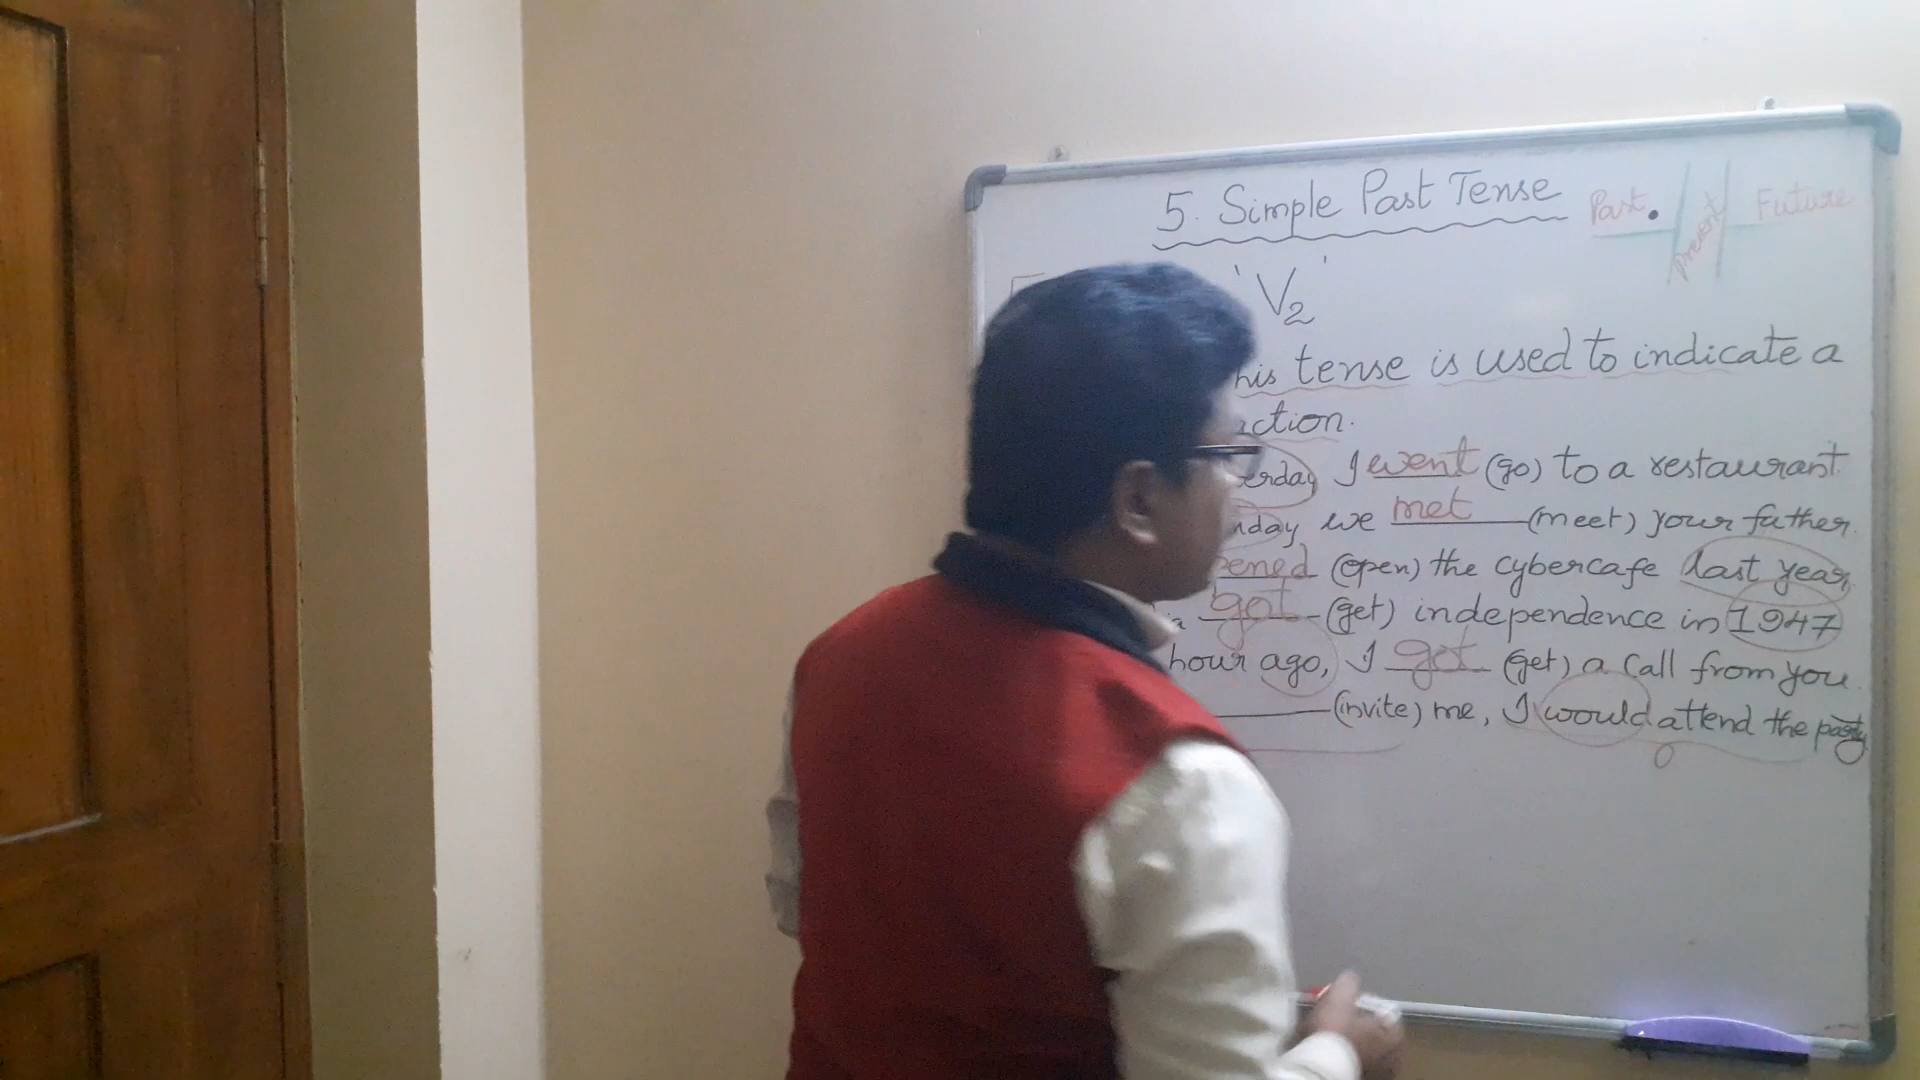 5. Simple Past Tense
Past. Present Future
'V2'
his tense is used to indicate a
ction.
erday I went (go) to a restaurant.
nday we met (meet) your father.
ened (open) the cybercafe last year,
got (get) independence in 1947
hour ago, I got (get) a call from you.
(invite) me, I would attend the party